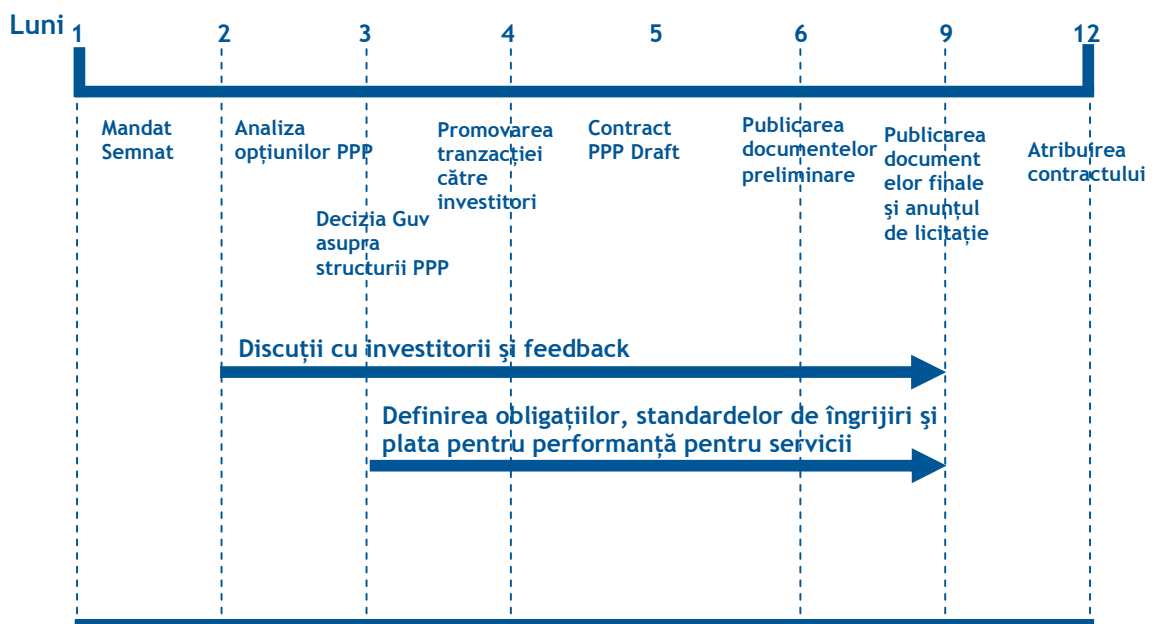 Luni 1 2 3 4 5 6 9 12
Mandat
Semnat
Analiza
opțiunilor PPP
Decizia Guv
asupra
structurii PPP
Promovarea
tranzacției
către
investitori
Contract
PPP Draft
Publicarea
documentelor
preliminare
Publicarea
document
elor finale
şi anunțul
de licitație
Atribuirea
contractului
Discuții cu investitorii şi feedback
Definirea obligațiilor, standardelor de îngrijiri şi
plata pentru performanță pentru servicii